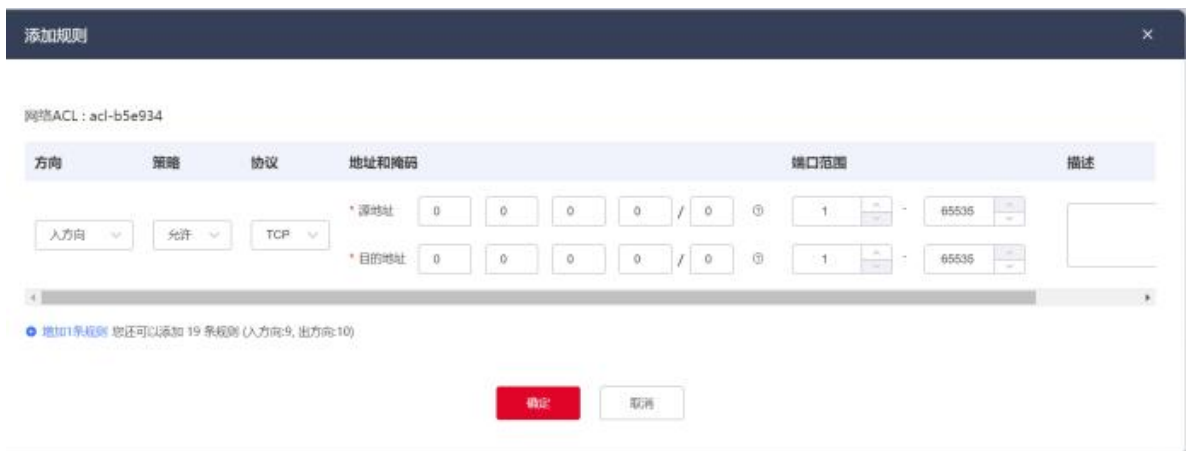 添加规则 ×
网络ACL : acl-b5e934
方向 策略 协议 地址和掩码 端口范围 描述
* 源地址 0 0 0 0 / 0 1 - 65535
入方向 允许 TCP
* 目的地址 0 0 0 0 / 0 1 - 65535
增加1条规则 您还可以添加 19 条规则 (入方向:9, 出方向:10)
确定 取消